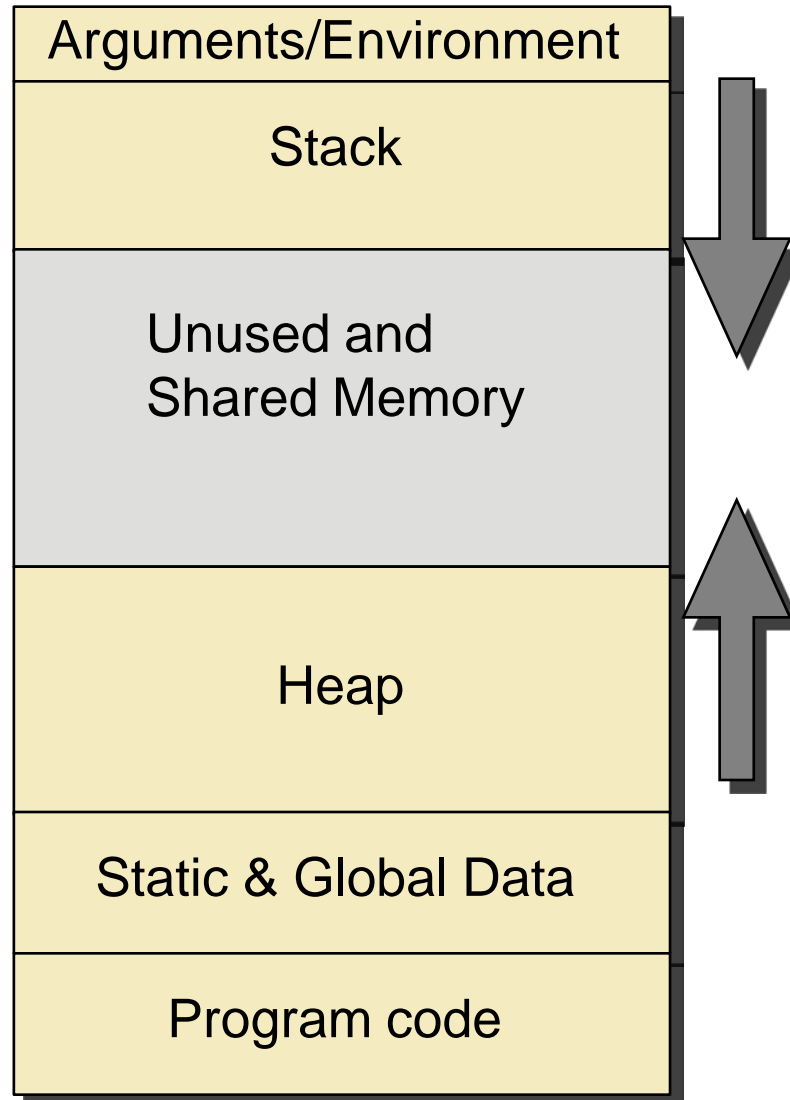 Arguments/Environment
Stack
Unused and
Shared Memory
Heap
Static & Global Data
Program code